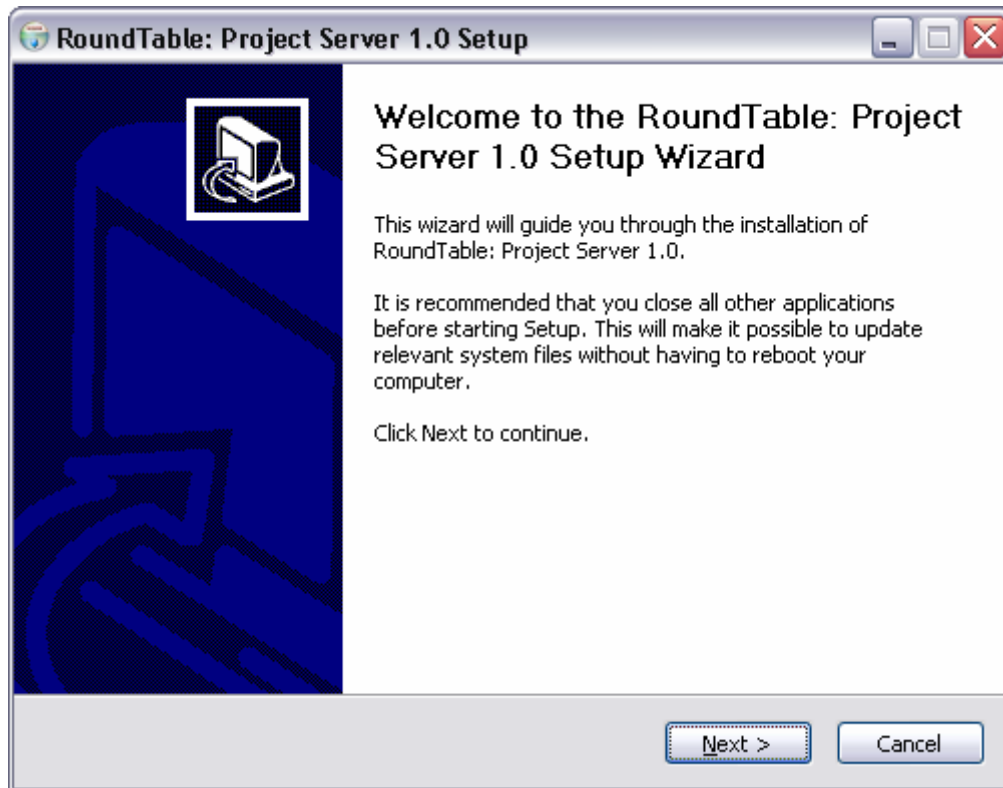 RoundTable: Project Server 1.0 Setup
Welcome to the RoundTable: Project
Server 1.0 Setup Wizard
This wizard will guide you through the installation of
RoundTable: Project Server 1.0.
It is recommended that you close all other applications
before starting Setup. This will make it possible to update
relevant system files without having to reboot your
computer.
Click Next to continue.
Next >
Cancel